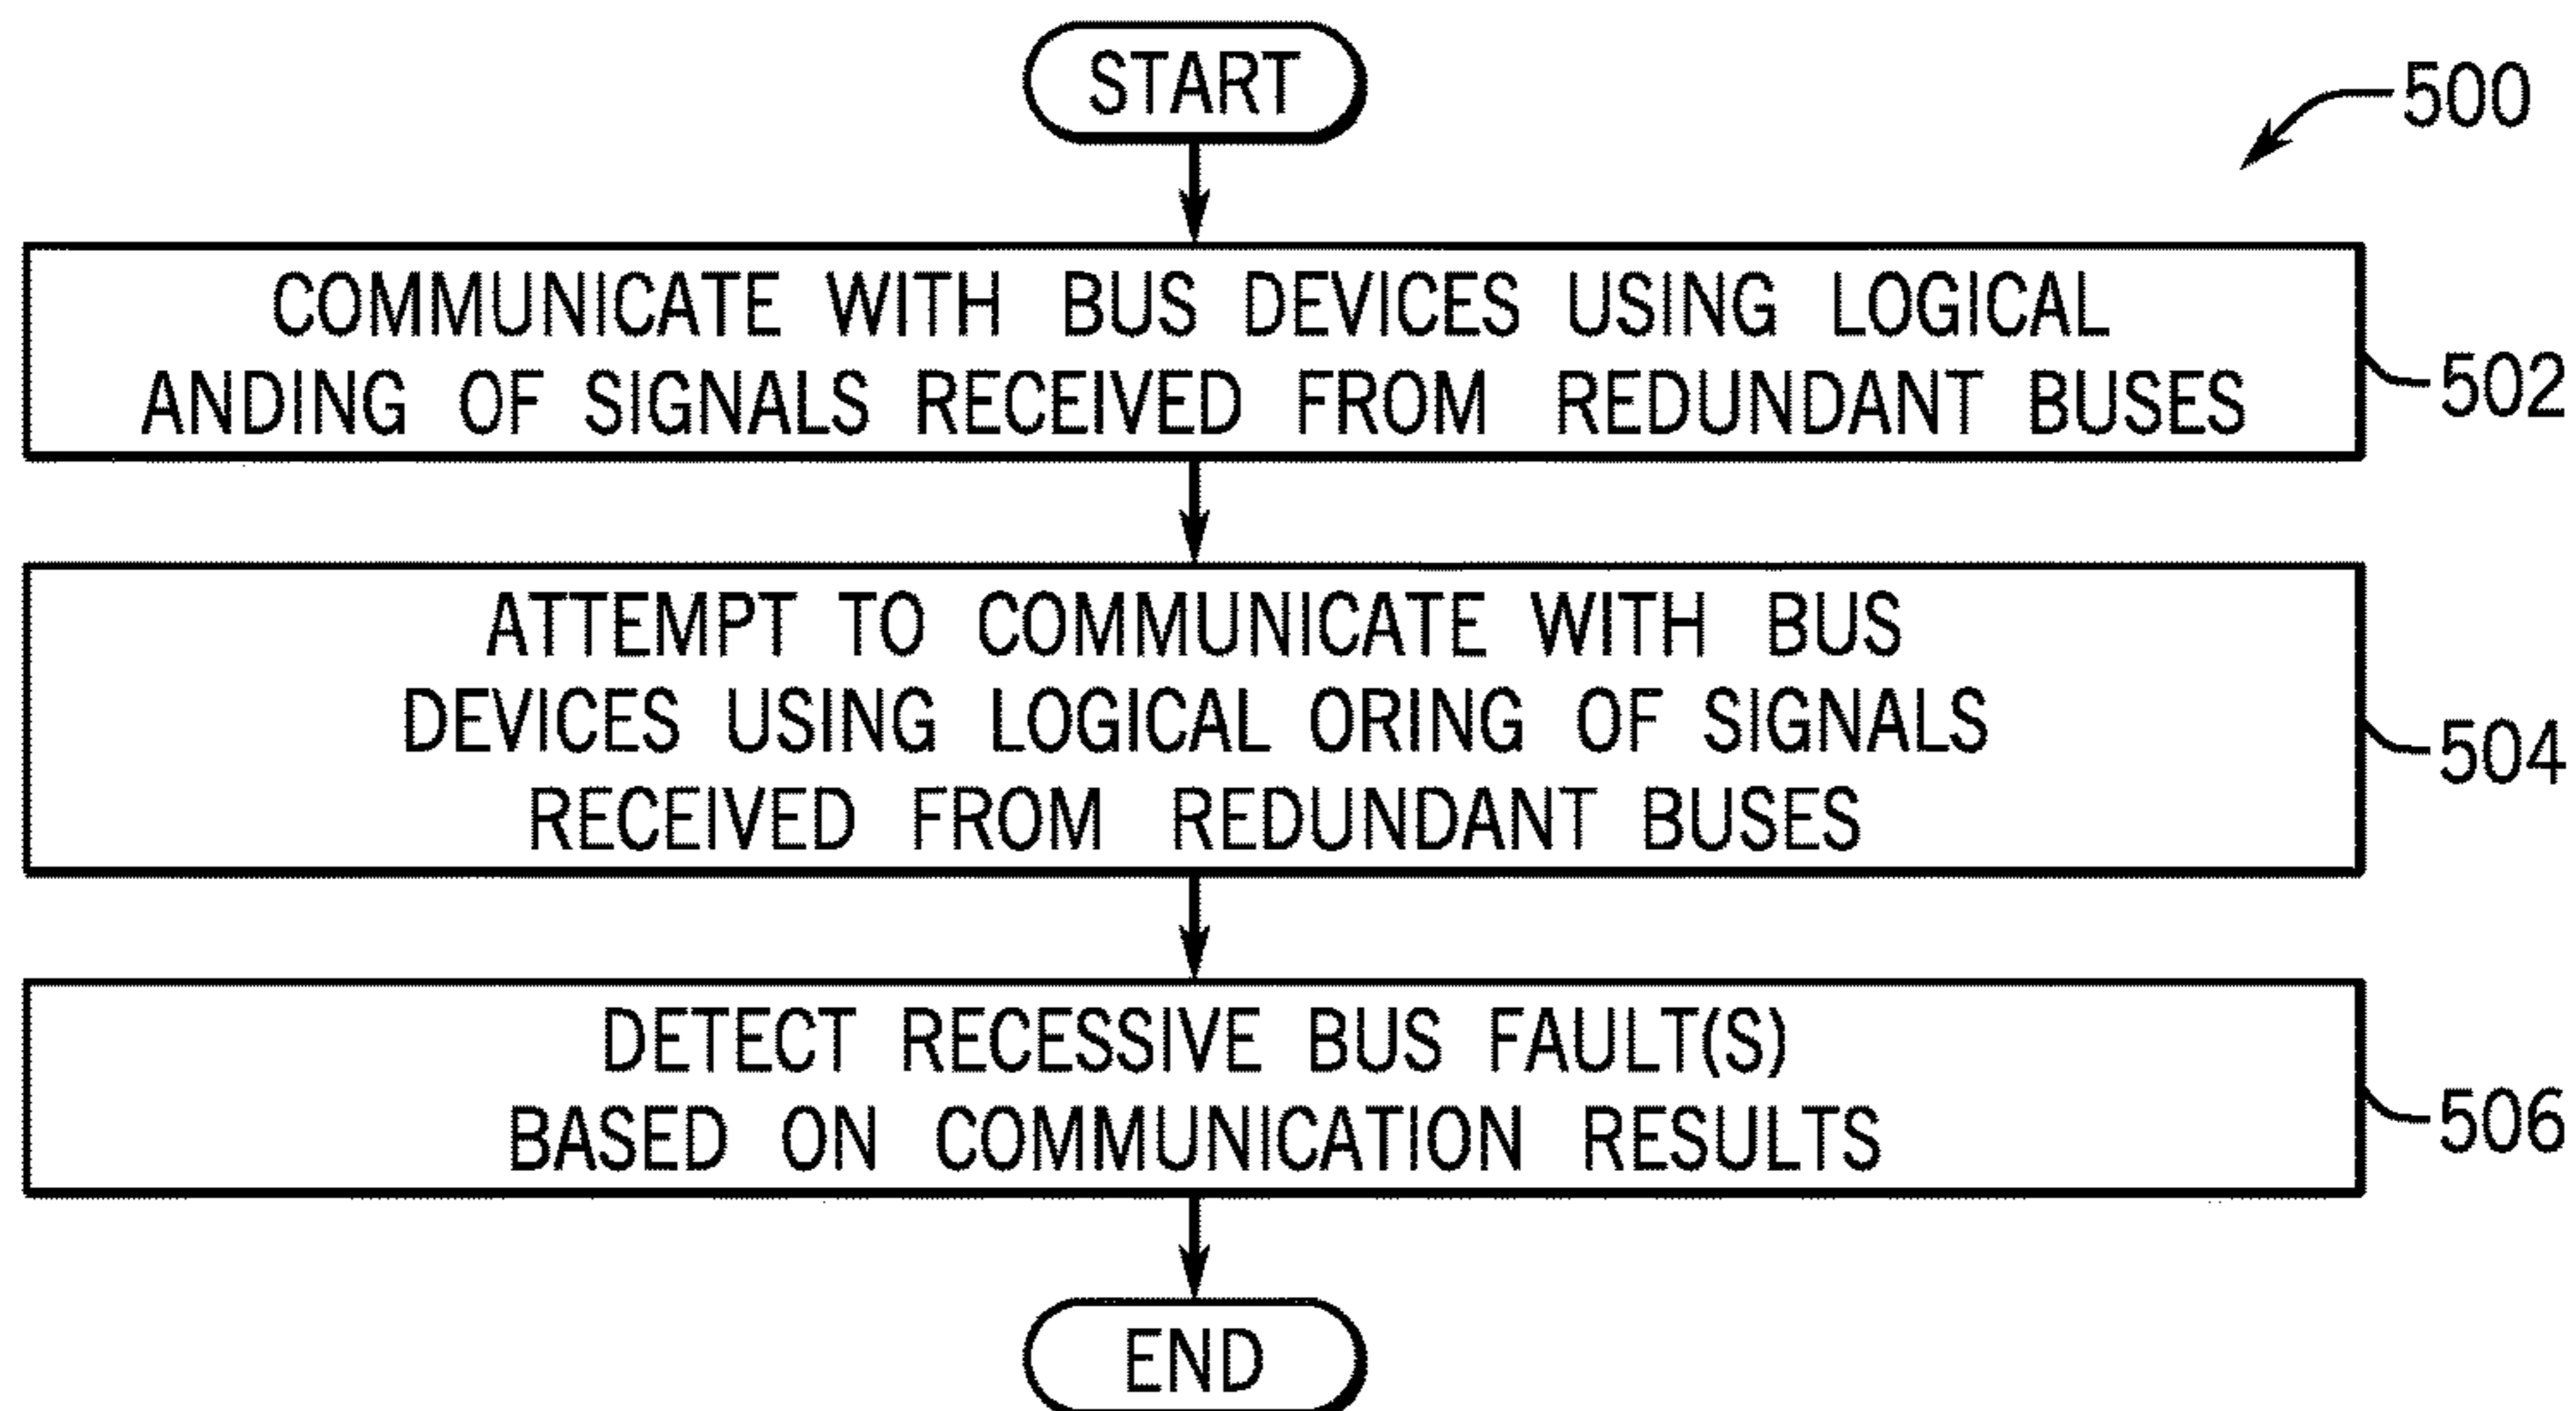 START
500
COMMUNICATE WITH BUS DEVICES USING LOGICAL
ANDING OF SIGNALS RECEIVED FROM REDUNDANT BUSES
502
ATTEMPT TO COMMUNICATE WITH BUS
DEVICES USING LOGICAL ORING OF SIGNALS
RECEIVED FROM REDUNDANT BUSES
504
DETECT RECESSIVE BUS FAULT(S)
BASED ON COMMUNICATION RESULTS
506
END